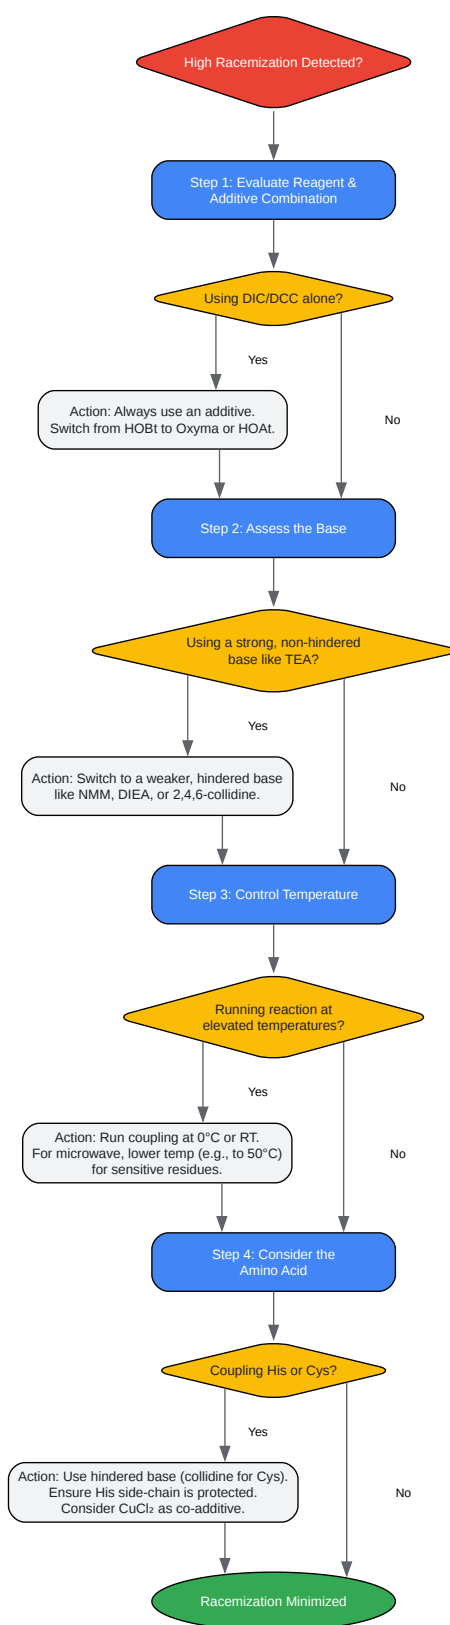 High Racemization Detected?
Step 1: Evaluate Reagent &
Additive Combination
Using DIC/DCC alone?
Yes
No
Action: Always use an additive.
Switch from HOBt to Oxyma or HOAt.
Step 2: Assess the Base
Using a strong, non-hindered
base like TEA?
Yes
No
Action: Switch to a weaker, hindered base
like NMM, DIEA, or 2,4,6-collidine.
Step 3: Control Temperature
Running reaction at
elevated temperatures?
Yes
No
Action: Run coupling at 0°C or RT.
For microwave, lower temp (e.g., to 50°C)
for sensitive residues.
Step 4: Consider the
Amino Acid
Coupling His or Cys?
Yes
No
Action: Use hindered base (collidine for Cys).
Ensure His side-chain is protected.
Consider CuCl₂ as co-additive.
Racemization Minimized